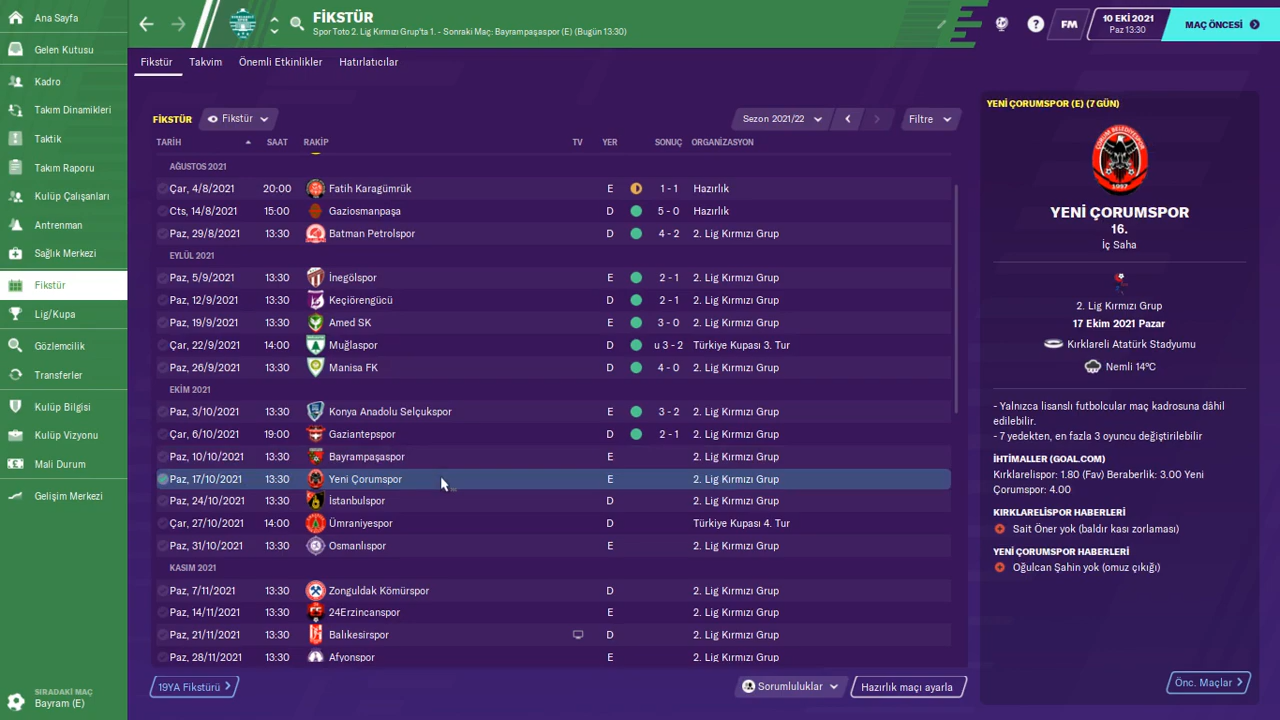 Ana Sayfa
Gelen Kutusu
Kadro
Takım Dinamikleri
Taktik
Takım Raporu
Kulüp Çalışanları
Antrenman
Sağlık Merkezi
Fikstür
Lig/Kupa
Gözlemcilik
Transferler
Kulüp Bilgisi
Kulüp Vizyonu
Mali Durum
Gelişim Merkezi
SIRADAKİ MAÇ
Bayram (E)
FİKSTÜR
Spor Toto 2. Lig Kırmızı Grup'ta 1. - Sonraki Maç: Bayrampaşaspor (E) (Bugün 13:30)
? FM 10 EKİ 2021 MAÇ ÖNCESİ
Paz 13:30
Fikstür Takvim Önemli Etkinlikler Hatırlatıcılar
FİKSTÜR Fikstür Sezon 2021/22 Filtre
TARİH SAAT RAKİP TV YER SONUÇ ORGANİZASYON
AĞUSTOS 2021
Çar, 4/8/2021 20:00 Fatih Karagümrük E 1 - 1 Hazırlık
Cts, 14/8/2021 15:00 Gaziosmanpaşa D 5 - 0 Hazırlık
Paz, 29/8/2021 13:30 Batman Petrolspor D 4 - 2 2. Lig Kırmızı Grup
EYLÜL 2021
Paz, 5/9/2021 13:30 İnegölspor E 2 - 1 2. Lig Kırmızı Grup
Paz, 12/9/2021 13:30 Keçiörengücü D 2 - 1 2. Lig Kırmızı Grup
Paz, 19/9/2021 13:30 Amed SK E 3 - 0 2. Lig Kırmızı Grup
Çar, 22/9/2021 14:00 Muğlaspor D u 3 - 2 Türkiye Kupası 3. Tur
Paz, 26/9/2021 13:30 Manisa FK D 4 - 0 2. Lig Kırmızı Grup
EKİM 2021
Paz, 3/10/2021 13:30 Konya Anadolu Selçukspor E 3 - 2 2. Lig Kırmızı Grup
Çar, 6/10/2021 19:00 Gaziantepspor D 2 - 1 2. Lig Kırmızı Grup
Paz, 10/10/2021 13:30 Bayrampaşaspor E 2. Lig Kırmızı Grup
Paz, 17/10/2021 13:30 Yeni Çorumspor E 2. Lig Kırmızı Grup
Paz, 24/10/2021 13:30 İstanbulspor D 2. Lig Kırmızı Grup
Çar, 27/10/2021 14:00 Ümraniyespor D Türkiye Kupası 4. Tur
Paz, 31/10/2021 13:30 Osmanlıspor E 2. Lig Kırmızı Grup
KASIM 2021
Paz, 7/11/2021 13:30 Zonguldak Kömürspor D 2. Lig Kırmızı Grup
Paz, 14/11/2021 13:30 24Erzincanspor E 2. Lig Kırmızı Grup
Paz, 21/11/2021 13:30 Balıkesirspor D 2. Lig Kırmızı Grup
Paz, 28/11/2021 13:30 Afyonspor E 2. Lig Kırmızı Grup
19YA Fikstürü Sorumluluklar Hazırlık maçı ayarla
YENİ ÇORUMSPOR (E) (7 GÜN)
ÇORUM BELEDİYESPOR
1997
YENİ ÇORUMSPOR
16.
İç Saha
2. Lig Kırmızı Grup
17 Ekim 2021 Pazar
Kırklareli Atatürk Stadyumu
Nemli 14ºC
- Yalnızca lisanslı futbolcular maç kadrosuna dâhil
edilebilir.
- 7 yedekten, en fazla 3 oyuncu değiştirilebilir
İHTİMALLER (GOAL.COM)
Kırklarelispor: 1.80 (Fav) Beraberlik: 3.00 Yeni
Çorumspor: 4.00
KIRKLARELİSPOR HABERLERİ
Sait Öner yok (baldır kası zorlaması)
YENİ ÇORUMSPOR HABERLERİ
Oğulcan Şahin yok (omuz çıkığı)
Önc. Maçlar